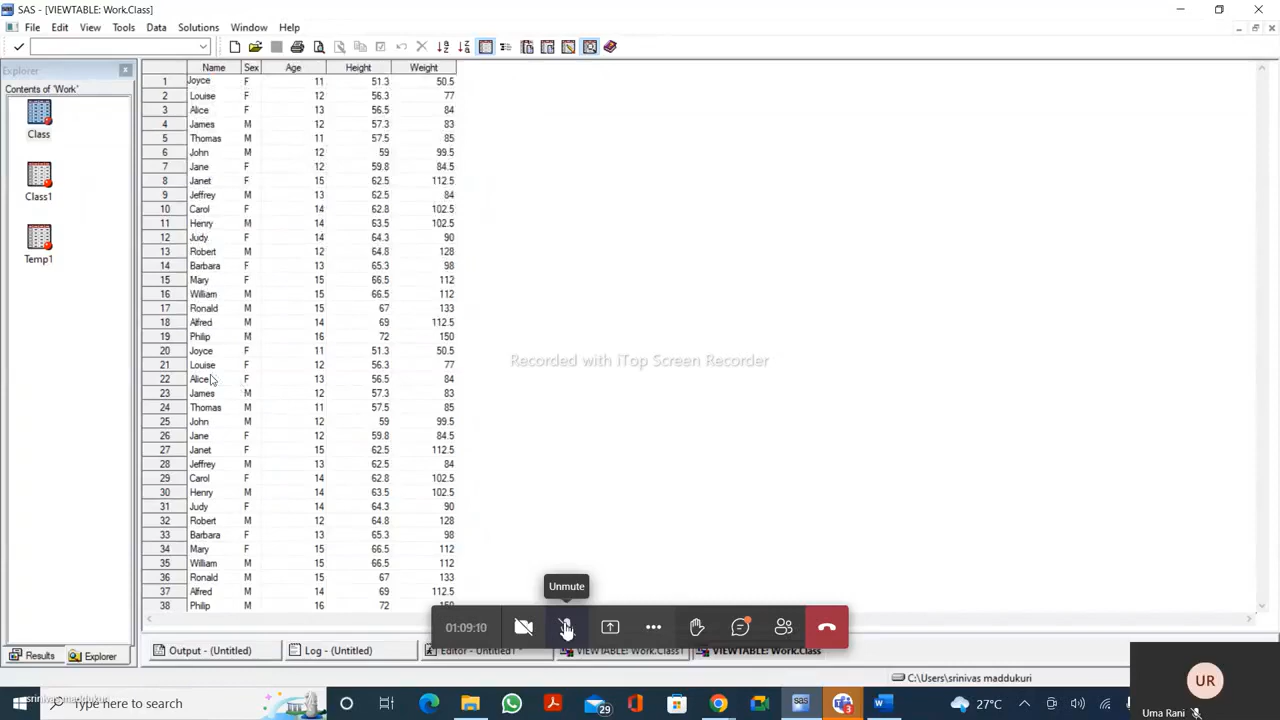 SAS - [VIEWTABLE: Work.Class]
File Edit View Tools Data Solutions Window Help
Explorer
Contents of 'Work'
Class
Class1
Temp1
Name Sex Age Height Weight
1 Joyce F 11 51.3 50.5
2 Louise F 12 56.3 77
3 Alice F 13 56.5 84
4 James M 12 57.3 83
5 Thomas M 11 57.5 85
6 John M 12 59 99.5
7 Jane F 12 59.8 84.5
8 Janet F 15 62.5 112.5
9 Jeffrey M 13 62.5 84
10 Carol F 14 62.8 102.5
11 Henry M 14 63.5 102.5
12 Judy F 14 64.3 90
13 Robert M 12 64.8 128
14 Barbara F 13 65.3 98
15 Mary F 15 66.5 112
16 William M 15 66.5 112
17 Ronald M 15 67 133
18 Alfred M 14 69 112.5
19 Philip M 16 72 150
20 Joyce F 11 51.3 50.5
21 Louise F 12 56.3 77
22 Alice F 13 56.5 84
23 James M 12 57.3 83
24 Thomas M 11 57.5 85
25 John M 12 59 99.5
26 Jane F 12 59.8 84.5
27 Janet F 15 62.5 112.5
28 Jeffrey M 13 62.5 84
29 Carol F 14 62.8 102.5
30 Henry M 14 63.5 102.5
31 Judy F 14 64.3 90
32 Robert M 12 64.8 128
33 Barbara F 13 65.3 98
34 Mary F 15 66.5 112
35 William M 15 66.5 112
36 Ronald M 15 67 133
37 Alfred M 14 69 112.5
38 Philip M 16 72 150
Recorded with iTop Screen Recorder
Unmute
01:09:10
Results Explorer
Output - (Untitled) Log - (Untitled) Editor - Untitled1 * VIEWTABLE: Work.Class1 VIEWTABLE: Work.Class
C:\Users\srinivas maddukuri
UR
Uma Rani
srinivas maddukuri
Type here to search
29
3
27°C